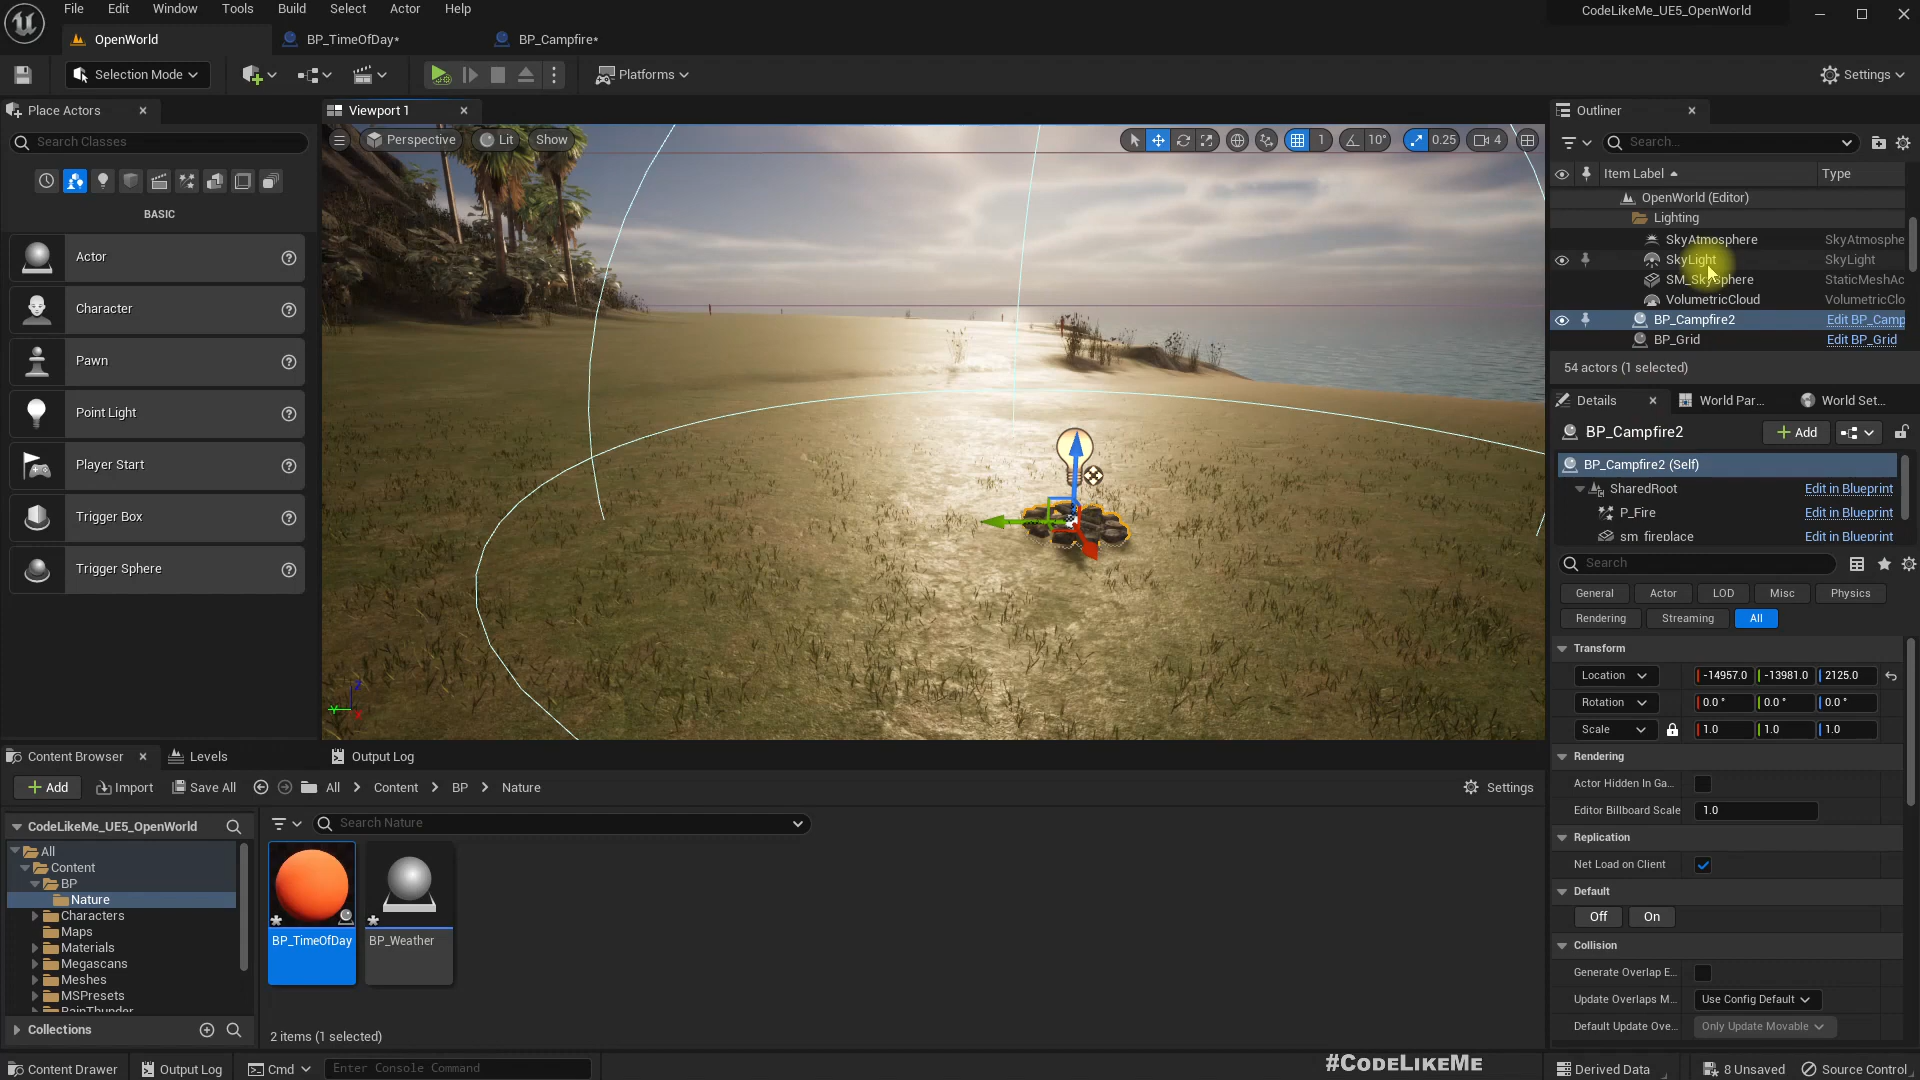 File Edit Window Tools Build Select Actor Help
CodeLikeMe_UE5_OpenWorld
OpenWorld
BP_TimeOfDay*
BP_Campfire*
Selection Mode
Platforms
Settings
Place Actors
Search Classes
BASIC
Actor
Character
Pawn
Point Light
Player Start
Trigger Box
Trigger Sphere
Viewport 1
Perspective Lit Show
1 10° 0.25 4
Outliner
Search...
Item Label Type
OpenWorld (Editor)
Lighting
SkyAtmosphere SkyAtmosphe
SkyLight SkyLight
SM_SkySphere StaticMeshAc
VolumetricCloud VolumetricClo
BP_Campfire2 Edit BP_Camp
BP_Grid Edit BP_Grid
54 actors (1 selected)
Details World Par... World Set...
BP_Campfire2 Add
BP_Campfire2 (Self)
SharedRoot Edit in Blueprint
P_Fire Edit in Blueprint
sm_fireplace Edit in Blueprint
Search
General Actor LOD Misc Physics
Rendering Streaming All
Transform
Location -14957.0 -13981.0 2125.0
Rotation 0.0° 0.0° 0.0°
Scale 1.0 1.0 1.0
Rendering
Actor Hidden In Ga...
Editor Billboard Scale 1.0
Replication
Net Load on Client
Default
Off On
Collision
Generate Overlap E...
Update Overlaps M... Use Config Default
Default Update Ove... Only Update Movable
Content Browser Levels Output Log
Add Import Save All All Content BP Nature Settings
CodeLikeMe_UE5_OpenWorld
Search Nature
All
Content
BP
Nature
Characters
Maps
Materials
Megascans
Meshes
MSPresets
RainThunder
Collections
BP_TimeOfDay
BP_Weather
2 items (1 selected)
#CodeLikeMe
Content Drawer Output Log Cmd Enter Console Command Derived Data 8 Unsaved Source Control